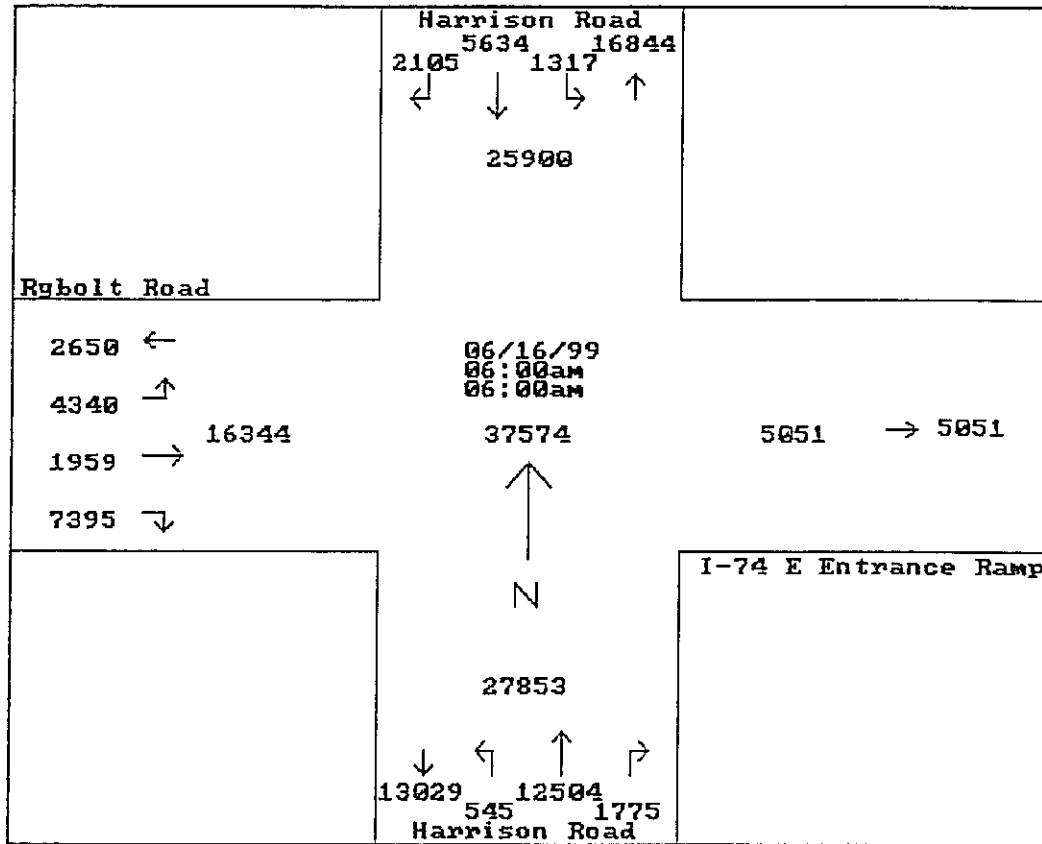 Harrison Road
5634 16844
2105 1317
25900
Rybolt Road
2650
06/16/99
06:00am
06:00am
4340
16344 37574 5051 5051
1959
7395
I-74 E Entrance Ramp
N
27853
13029 12504
545 1775
Harrison Road